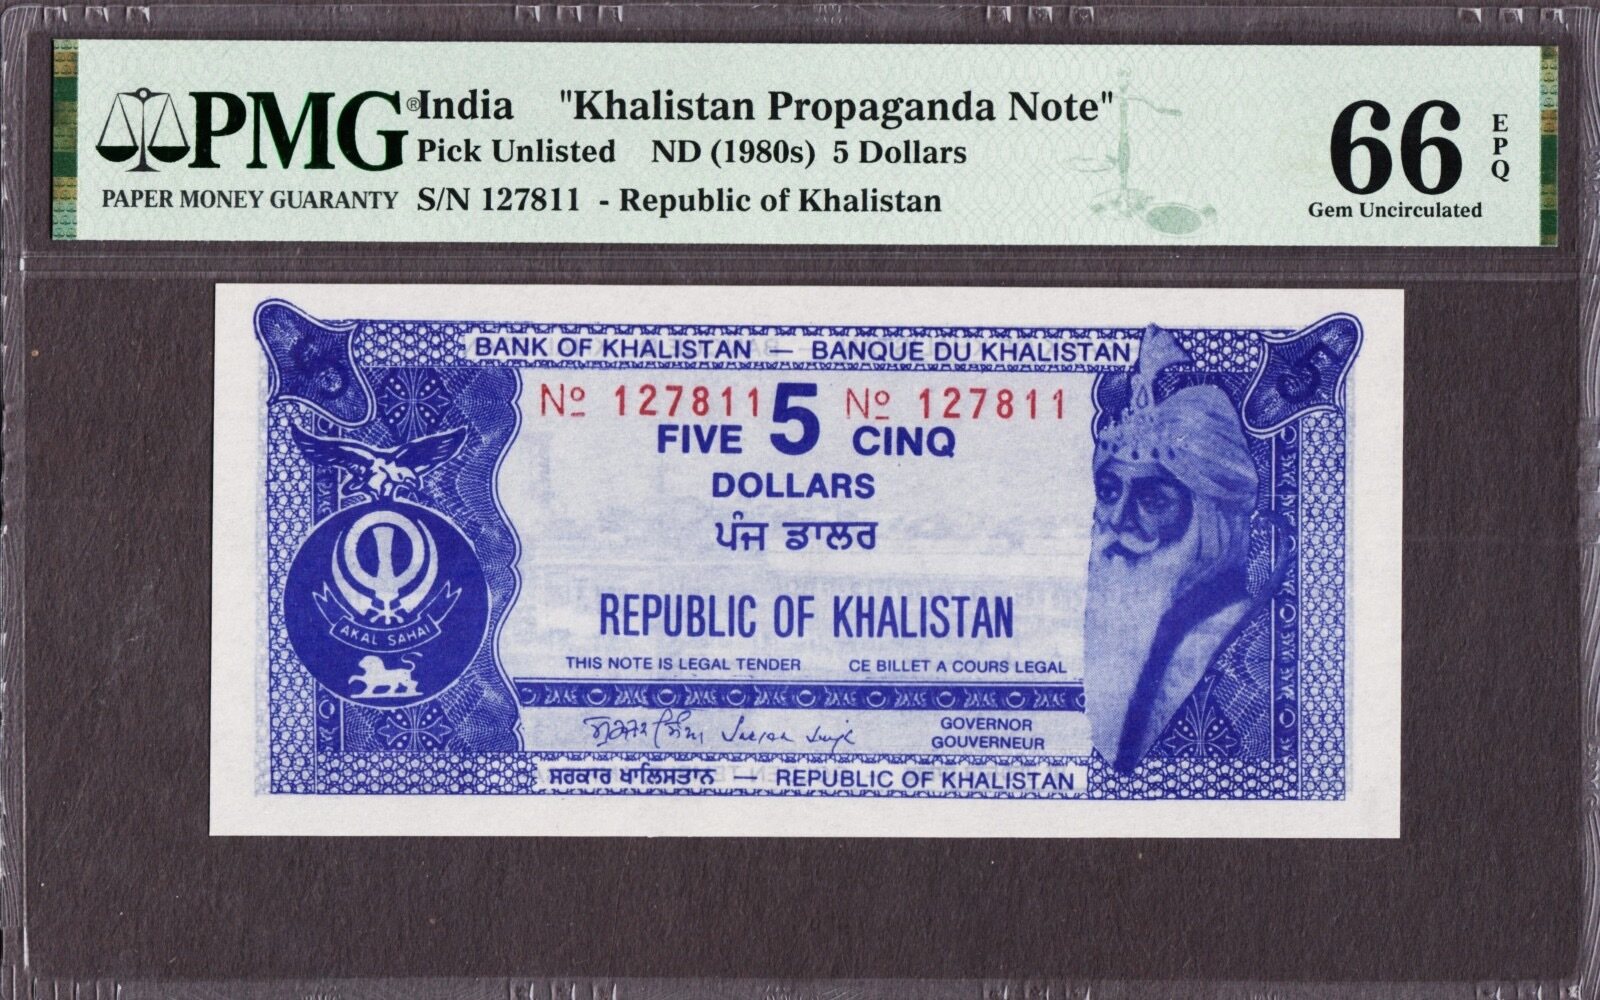 PMG® India "Khalistan Propaganda Note"
Pick Unlisted ND (1980s) 5 Dollars
PAPER MONEY GUARANTY S/N 127811 - Republic of Khalistan
66 EPQ
Gem Uncirculated
BANK OF KHALISTAN — BANQUE DU KHALISTAN
5 5
Nº 127811 5 Nº 127811
FIVE CINQ
DOLLARS
ਪੰਜ ਡਾਲਰ
REPUBLIC OF KHALISTAN
AKAL SAHAI
THIS NOTE IS LEGAL TENDER CE BILLET A COURS LEGAL
GOVERNOR
GOUVERNEUR
ਸਰਕਾਰ ਖਾਲਿਸਤਾਨ — REPUBLIC OF KHALISTAN